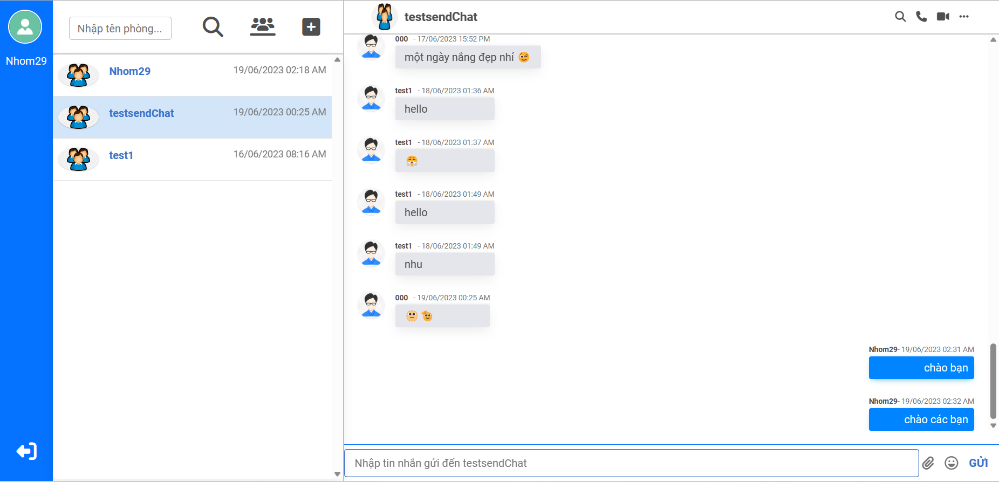 Nhom29
Nhập tên phòng...
Nhom29
19/06/2023 02:18 AM
testsendChat
19/06/2023 00:25 AM
test1
16/06/2023 08:16 AM
testsendChat
000 - 17/06/2023 15:52 PM
một ngày nắng đẹp nhỉ 😉
test1 - 18/06/2023 01:36 AM
hello
test1 - 18/06/2023 01:37 AM
test1 - 18/06/2023 01:49 AM
hello
test1 - 18/06/2023 01:49 AM
nhu
000 - 19/06/2023 00:25 AM
Nhom29- 19/06/2023 02:31 AM
chào bạn
Nhom29- 19/06/2023 02:32 AM
chào các bạn
Nhập tin nhắn gửi đến testsendChat
GỬI